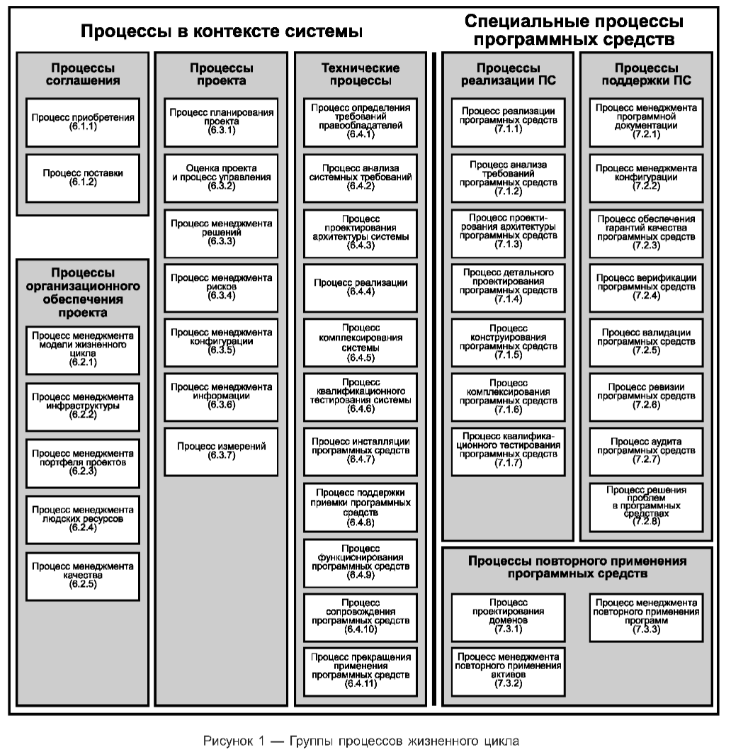 Процессы в контексте системы
Процессы
соглашения
Процесс приобретения
(6.1.1)
Процесс поставки
(6.1.2)
Процессы
организационного
обеспечения
проекта
Процесс менеджмента
модели жизненного
цикла
(6.2.1)
Процесс менеджмента
инфраструктуры
(6.2.2)
Процесс менеджмента
портфеля проектов
(6.2.3)
Процесс менеджмента
людских ресурсов
(6.2.4)
Процесс менеджмента
качества
(6.2.5)
Процессы
проекта
Процесс планирования
проекта
(6.3.1)
Оценка проекта
и процесс управления
(6.3.2)
Процесс менеджмента
решений
(6.3.3)
Процесс менеджмента
рисков
(6.3.4)
Процесс менеджмента
конфигурации
(6.3.5)
Процесс менеджмента
информации
(6.3.6)
Процесс измерений
(6.3.7)
Технические
процессы
Процесс определения
требований
правообладателей
(6.4.1)
Процесс анализа
системных требований
(6.4.2)
Процесс
проектирования
архитектуры системы
(6.4.3)
Процесс реализации
(6.4.4)
Процесс
комплексирования
системы
(6.4.5)
Процесс
квалификационного
тестирования системы
(6.4.6)
Процесс инсталляции
программных средств
(6.4.7)
Процесс поддержки
приемки программных
средств
(6.4.8)
Процесс
функционирования
программных средств
(6.4.9)
Процесс
сопровождения
программных средств
(6.4.10)
Процесс прекращения
применения
программных средств
(6.4.11)
Специальные процессы
программных средств
Процессы
реализации ПС
Процесс реализации
программных средств
(7.1.1)
Процесс анализа
требований
программных средств
(7.1.2)
Процесс проекти-
рования архитектуры
программных средств
(7.1.3)
Процесс детального
проектирования
программных средств
(7.1.4)
Процесс
конструирования
программных средств
(7.1.5)
Процесс
комплексирования
программных средств
(7.1.6)
Процесс квалифика-
ционного тестирования
программных средств
(7.1.7)
Процессы
поддержки ПС
Процесс менеджмента
программной
документации
(7.2.1)
Процесс менеджмента
конфигурации
(7.2.2)
Процесс обеспечения
гарантий качества
программных средств
(7.2.3)
Процесс верификации
программных средств
(7.2.4)
Процесс валидации
программных средств
(7.2.5)
Процесс ревизии
программных средств
(7.2.6)
Процесс аудита
программных средств
(7.2.7)
Процесс решения
проблем
в программных
средствах
(7.2.8)
Процессы повторного применения
программных средств
Процесс
проектирования
доменов
(7.3.1)
Процесс менеджмента
повторного применения
активов
(7.3.2)
Процесс менеджмента
повторного применения
программ
(7.3.3)
Рисунок 1 — Группы процессов жизненного цикла